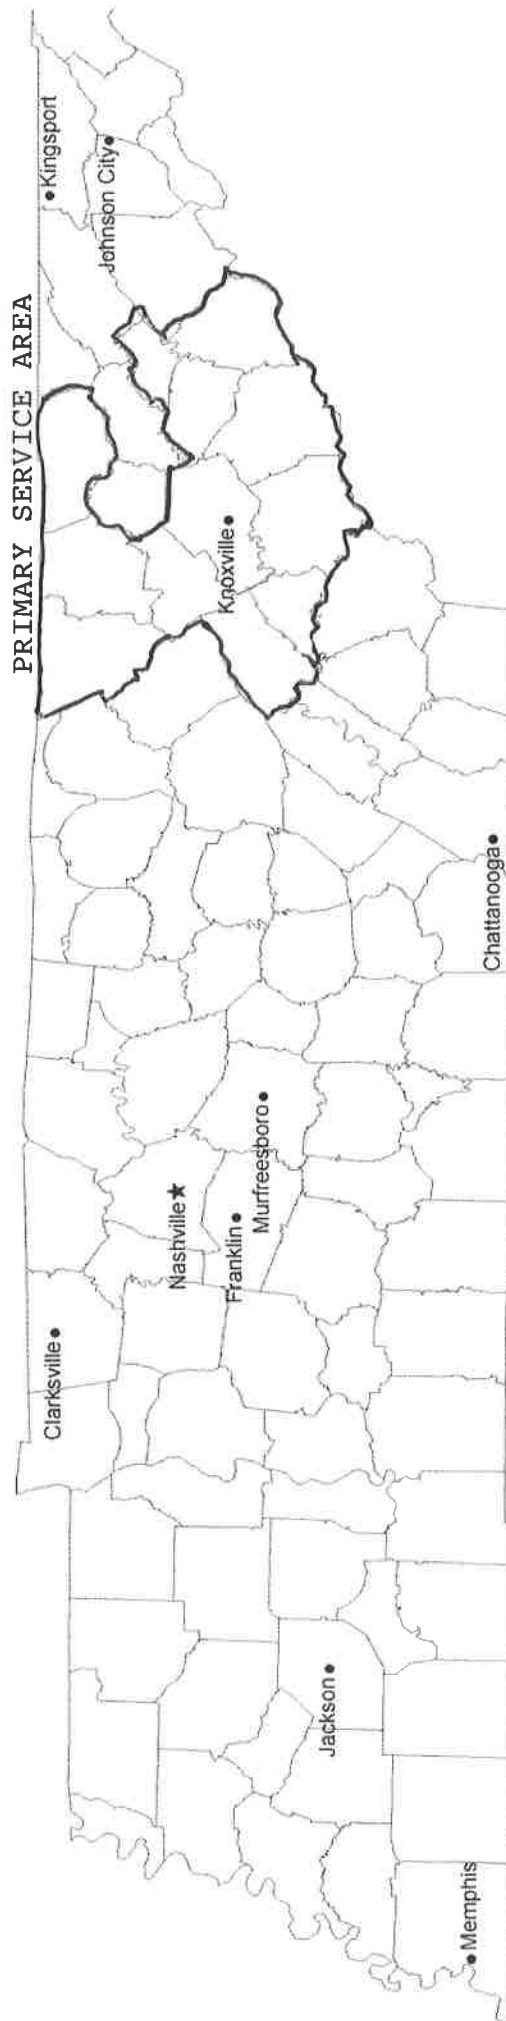 PRIMARY SERVICE AREA
Kingsport
Johnson City
Knoxville
Chattanooga
Clarksville
Nashville
Franklin
Murfreesboro
Jackson
Memphis